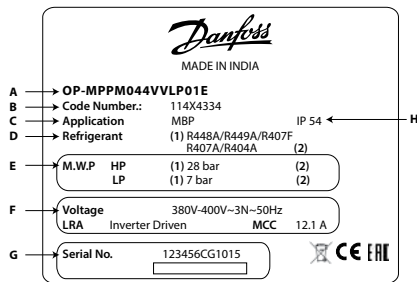 Danfoss
MADE IN INDIA
A OP-MPPM044VVLP01E
B Code Number.: 114X4334
C Application MBP IP 54 H
D Refrigerant (1) R448A/R449A/R407F
R407A/R404A (2)
E M.W.P HP (1) 28 bar (2)
LP (1) 7 bar (2)
F Voltage 380V-400V~3N~50Hz
LRA Inverter Driven MCC 12.1 A
G Serial No. 123456CG1015
CE EAC